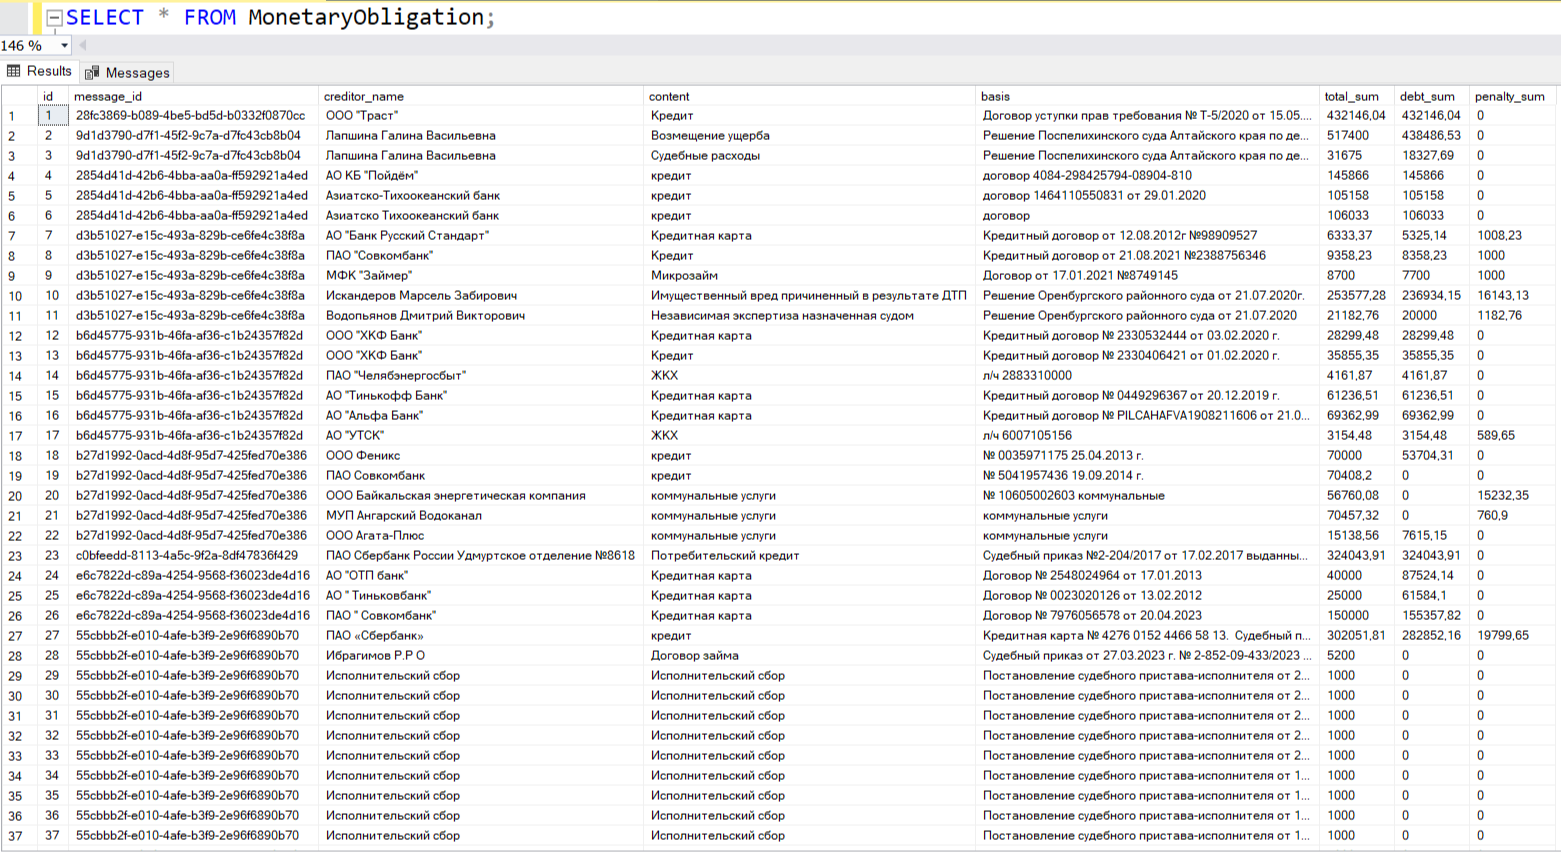 SELECT * FROM MonetaryObligation;
146 %
Results Messages
id message_id creditor_name content basis total_sum debt_sum penalty_sum
1 1 28fc3869-b089-4be5-bd5d-b0332f0870cc ООО "Траст" Кредит Договор уступки прав требования № Т-5/2020 от 15.05.... 432146,04 432146,04 0
2 2 9d1d3790-d7f1-45f2-9c7a-d7fc43cb8b04 Лапшина Галина Васильевна Возмещение ущерба Решение Поспелихинского суда Алтайского края по де... 517400 438486,53 0
3 3 9d1d3790-d7f1-45f2-9c7a-d7fc43cb8b04 Лапшина Галина Васильевна Судебные расходы Решение Поспелихинского суда Алтайского края по де... 31675 18327,69 0
4 4 2854d41d-42b6-4bba-aa0a-ff592921a4ed АО КБ "Пойдём" кредит договор 4084-298425794-08904-810 145866 145866 0
5 5 2854d41d-42b6-4bba-aa0a-ff592921a4ed Азиатско-Тихоокеанский банк кредит договор 1464110550831 от 29.01.2020 105158 105158 0
6 6 2854d41d-42b6-4bba-aa0a-ff592921a4ed Азиатско Тихоокеанский банк кредит договор 106033 106033 0
7 7 d3b51027-e15c-493a-829b-ce6fe4c38f8a АО "Банк Русский Стандарт" Кредитная карта Кредитный договор от 12.08.2012г №98909527 6333,37 5325,14 1008,23
8 8 d3b51027-e15c-493a-829b-ce6fe4c38f8a ПАО "Совкомбанк" Кредит Кредитный договор от 21.08.2021 №2388756346 9358,23 8358,23 1000
9 9 d3b51027-e15c-493a-829b-ce6fe4c38f8a МФК "Займер" Микрозайм Договор от 17.01.2021 №8749145 8700 7700 1000
10 10 d3b51027-e15c-493a-829b-ce6fe4c38f8a Искандеров Марсель Забирович Имущественный вред причиненный в результате ДТП Решение Оренбургского районного суда от 21.07.2020г. 253577,28 236934,15 16143,13
11 11 d3b51027-e15c-493a-829b-ce6fe4c38f8a Водопьянов Дмитрий Викторович Независимая экспертиза назначенная судом Решение Оренбургского районного суда от 21.07.2020 21182,76 20000 1182,76
12 12 b6d45775-931b-46fa-af36-c1b24357f82d ООО "ХКФ Банк" Кредитная карта Кредитный договор № 2330532444 от 03.02.2020 г. 28299,48 28299,48 0
13 13 b6d45775-931b-46fa-af36-c1b24357f82d ООО "ХКФ Банк" Кредит Кредитный договор № 2330406421 от 01.02.2020 г. 35855,35 35855,35 0
14 14 b6d45775-931b-46fa-af36-c1b24357f82d ПАО "Челябэнергосбыт" ЖКХ л/ч 2883310000 4161,87 4161,87 0
15 15 b6d45775-931b-46fa-af36-c1b24357f82d АО "Тинькофф Банк" Кредитная карта Кредитный договор № 0449296367 от 20.12.2019 г. 61236,51 61236,51 0
16 16 b6d45775-931b-46fa-af36-c1b24357f82d АО "Альфа Банк" Кредитная карта Кредитный договор № PILCAHAFVA1908211606 от 21.0... 69362,99 69362,99 0
17 17 b6d45775-931b-46fa-af36-c1b24357f82d АО "УТСК" ЖКХ л/ч 6007105156 3154,48 3154,48 589,65
18 18 b27d1992-0acd-4d8f-95d7-425fed70e386 ООО Феникс кредит № 0035971175 25.04.2013 г. 70000 53704,31 0
19 19 b27d1992-0acd-4d8f-95d7-425fed70e386 ПАО Совкомбанк кредит № 5041957436 19.09.2014 г. 70408,2 0 0
20 20 b27d1992-0acd-4d8f-95d7-425fed70e386 ООО Байкальская энергетическая компания коммунальные услуги № 10605002603 коммунальные 56760,08 0 15232,35
21 21 b27d1992-0acd-4d8f-95d7-425fed70e386 МУП Ангарский Водоканал коммунальные услуги коммунальные услуги 70457,32 0 760,9
22 22 b27d1992-0acd-4d8f-95d7-425fed70e386 ООО Агата-Плюс коммунальные услуги коммунальные услуги 15138,56 7615,15 0
23 23 c0bfeedd-8113-4a5c-9f2a-8df47836f429 ПАО Сбербанк России Удмуртское отделение №8618 Потребительский кредит Судебный приказ №2-204/2017 от 17.02.2017 выданны... 324043,91 324043,91 0
24 24 e6c7822d-c89a-4254-9568-f36023de4d16 АО "ОТП банк" Кредитная карта Договор № 2548024964 от 17.01.2013 40000 87524,14 0
25 25 e6c7822d-c89a-4254-9568-f36023de4d16 АО " Тиньковбанк" Кредитная карта Договор № 0023020126 от 13.02.2012 25000 61584,1 0
26 26 e6c7822d-c89a-4254-9568-f36023de4d16 ПАО " Совкомбанк" Кредитная карта Договор № 7976056578 от 20.04.2023 150000 155357,82 0
27 27 55cbbb2f-e010-4afe-b3f9-2e96f6890b70 ПАО «Сбербанк» кредит Кредитная карта № 4276 0152 4466 58 13. Судебный п... 302051,81 282852,16 19799,65
28 28 55cbbb2f-e010-4afe-b3f9-2e96f6890b70 Ибрагимов Р.Р О Договор займа Судебный приказ от 27.03.2023 г. № 2-852-09-433/2023 ... 5200 0 0
29 29 55cbbb2f-e010-4afe-b3f9-2e96f6890b70 Исполнительский сбор Исполнительский сбор Постановление судебного пристава-исполнителя от 2... 1000 0 0
30 30 55cbbb2f-e010-4afe-b3f9-2e96f6890b70 Исполнительский сбор Исполнительский сбор Постановление судебного пристава-исполнителя от 2... 1000 0 0
31 31 55cbbb2f-e010-4afe-b3f9-2e96f6890b70 Исполнительский сбор Исполнительский сбор Постановление судебного пристава-исполнителя от 2... 1000 0 0
32 32 55cbbb2f-e010-4afe-b3f9-2e96f6890b70 Исполнительский сбор Исполнительский сбор Постановление судебного пристава-исполнителя от 2... 1000 0 0
33 33 55cbbb2f-e010-4afe-b3f9-2e96f6890b70 Исполнительский сбор Исполнительский сбор Постановление судебного пристава-исполнителя от 2... 1000 0 0
34 34 55cbbb2f-e010-4afe-b3f9-2e96f6890b70 Исполнительский сбор Исполнительский сбор Постановление судебного пристава-исполнителя от 1... 1000 0 0
35 35 55cbbb2f-e010-4afe-b3f9-2e96f6890b70 Исполнительский сбор Исполнительский сбор Постановление судебного пристава-исполнителя от 1... 1000 0 0
36 36 55cbbb2f-e010-4afe-b3f9-2e96f6890b70 Исполнительский сбор Исполнительский сбор Постановление судебного пристава-исполнителя от 1... 1000 0 0
37 37 55cbbb2f-e010-4afe-b3f9-2e96f6890b70 Исполнительский сбор Исполнительский сбор Постановление судебного пристава-исполнителя от 1... 1000 0 0